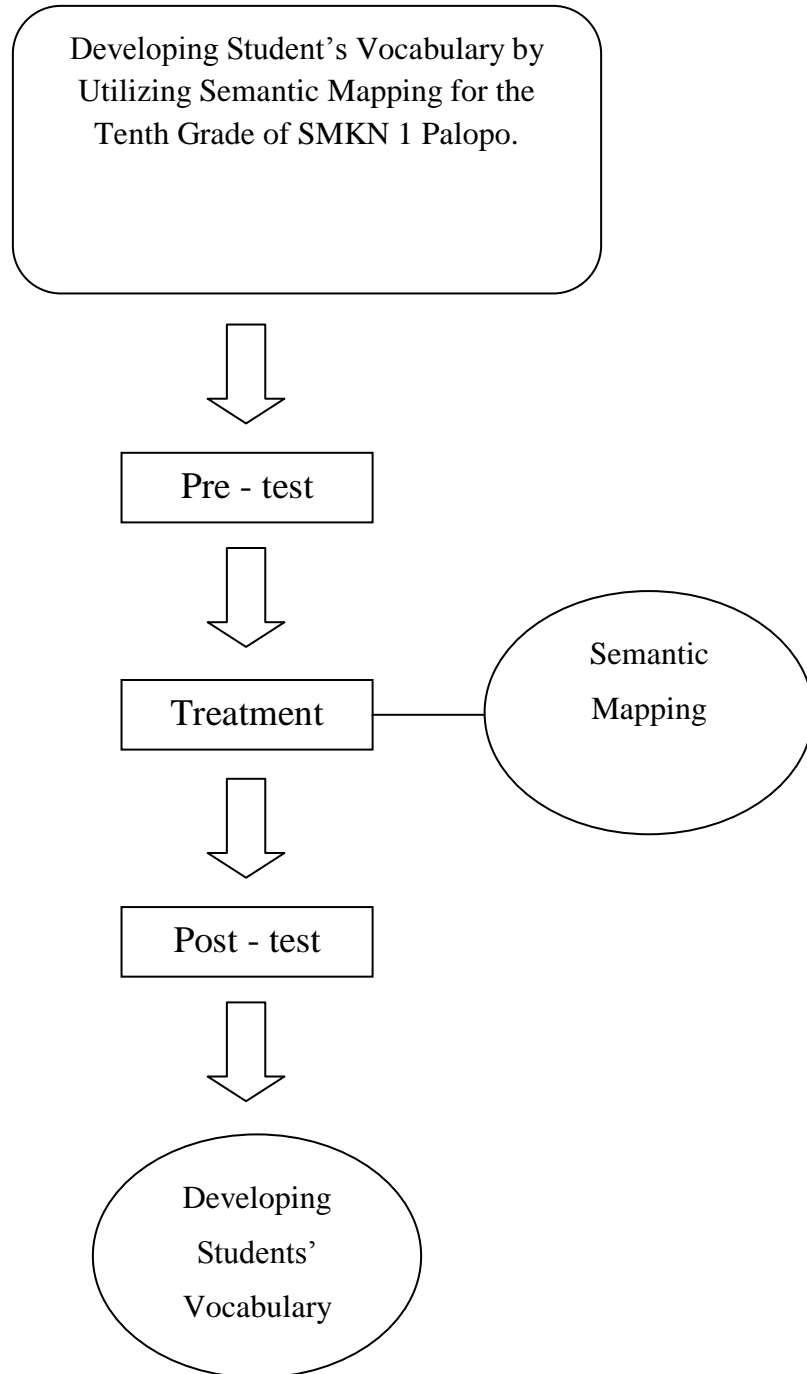 Developing Student’s Vocabulary by
Utilizing Semantic Mapping for the
Tenth Grade of SMKN 1 Palopo.
Pre - test
Treatment
Semantic
Mapping
Post - test
Developing
Students’
Vocabulary